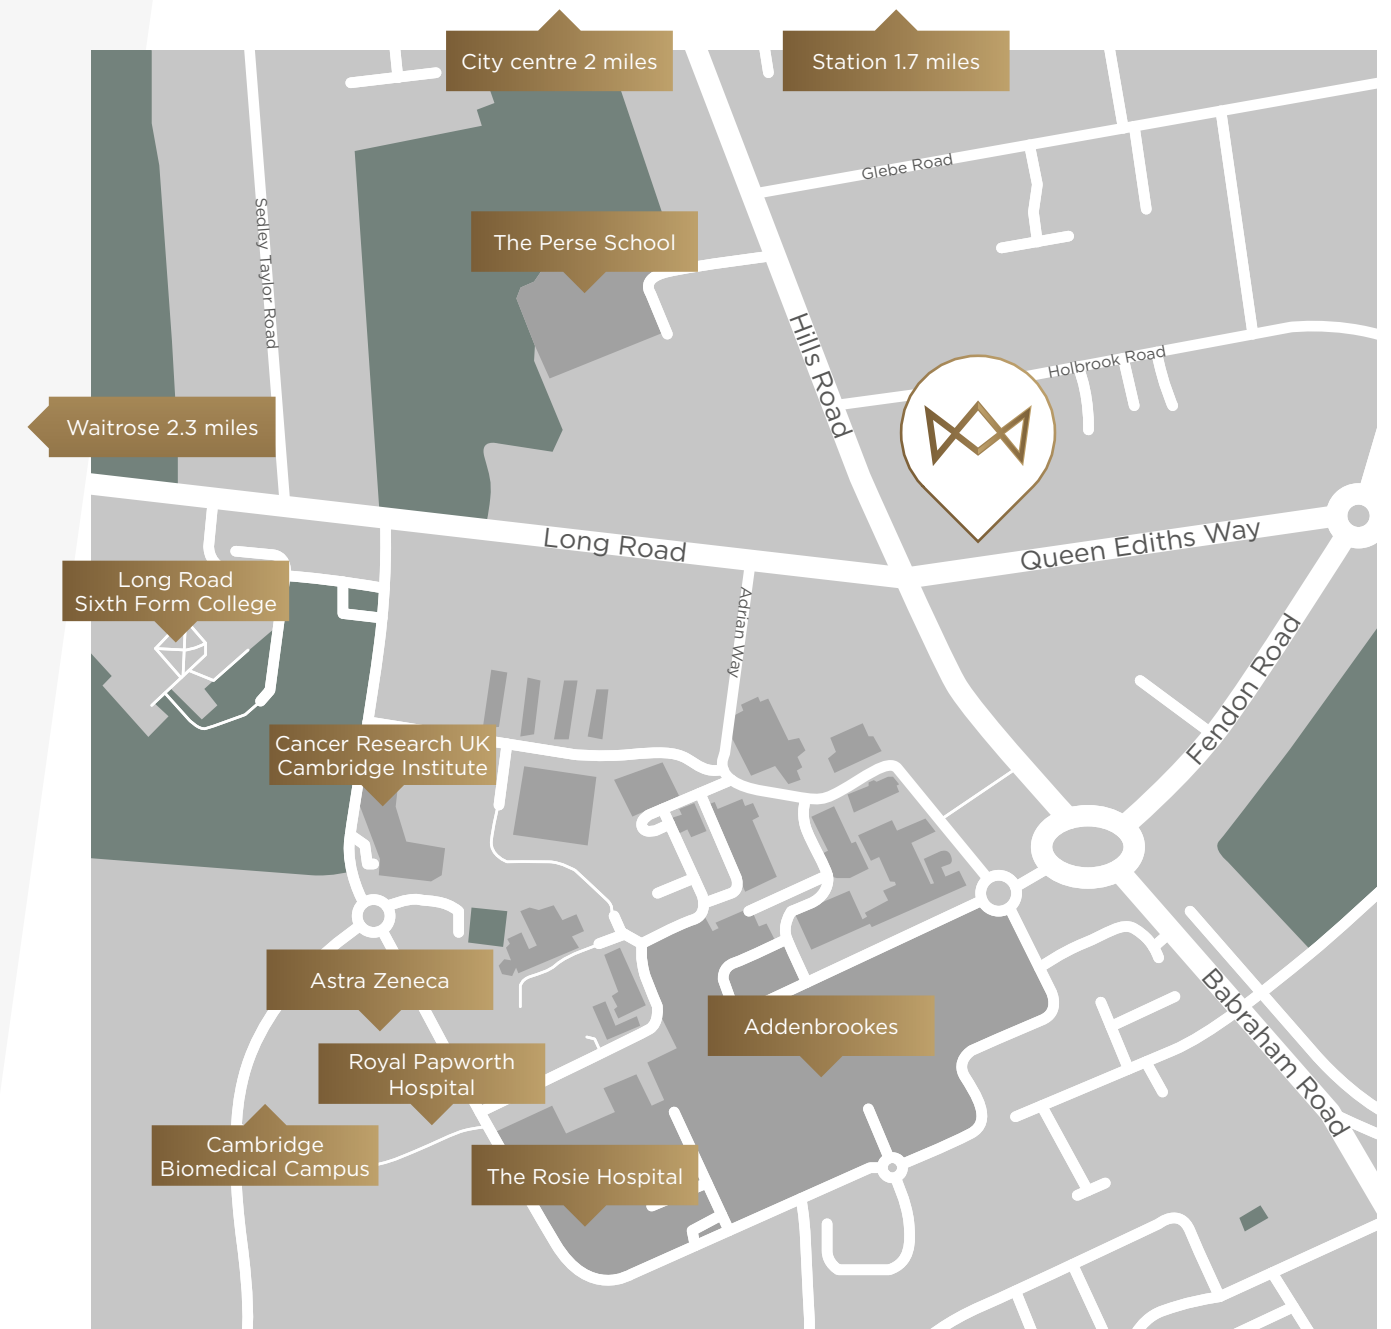 City centre 2 miles
Station 1.7 miles
Glebe Road
Sedley Taylor Road
The Perse School
Hills Road
Holbrook Road
Waitrose 2.3 miles
Long Road
Queen Ediths Way
Long Road
Sixth Form College
Adrian Way
Fendon Road
Cancer Research UK
Cambridge Institute
Astra Zeneca
Addenbrookes
Babraham Road
Royal Papworth
Hospital
Cambridge
Biomedical Campus
The Rosie Hospital